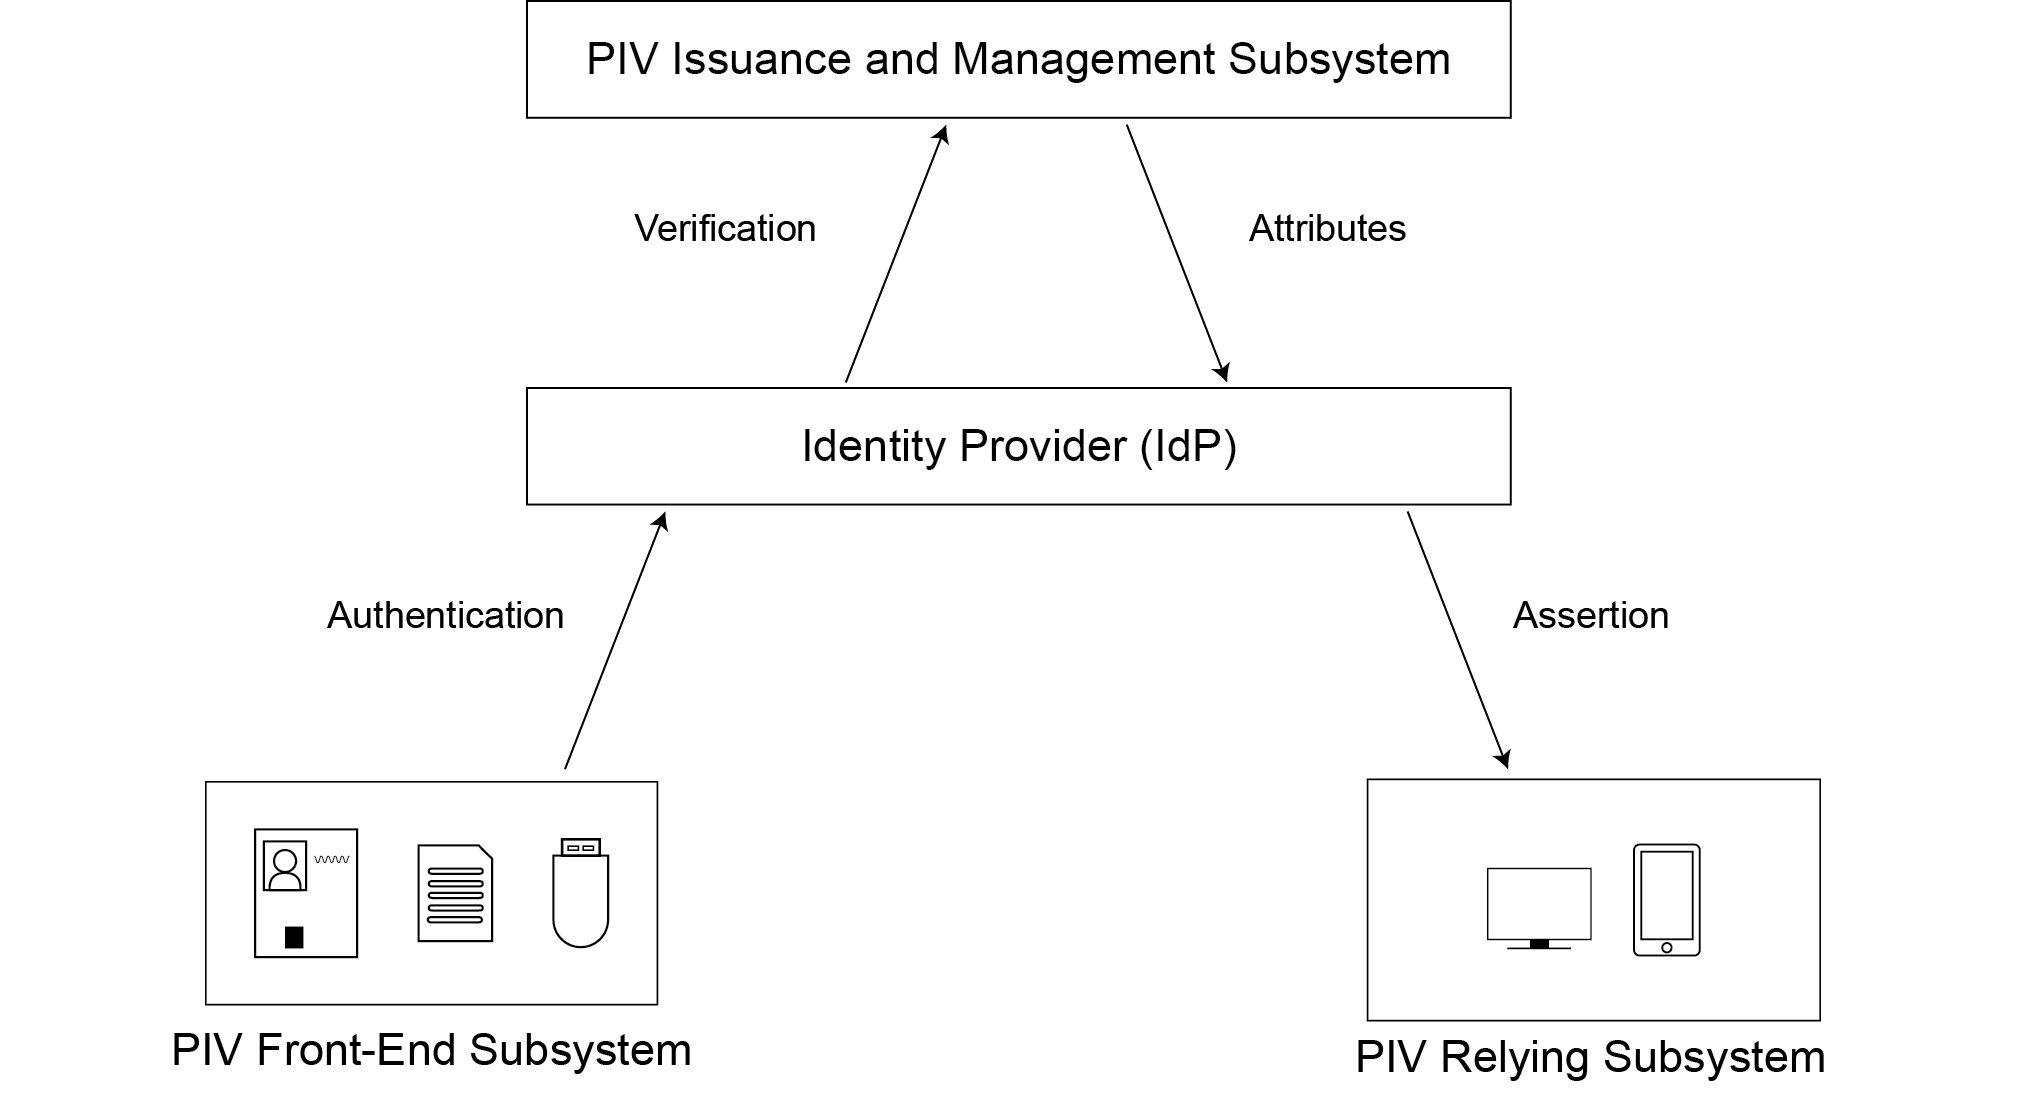 PIV Issuance and Management Subsystem
Verification
Attributes
Identity Provider (IdP)
Authentication
Assertion
PIV Front-End Subsystem
PIV Relying Subsystem